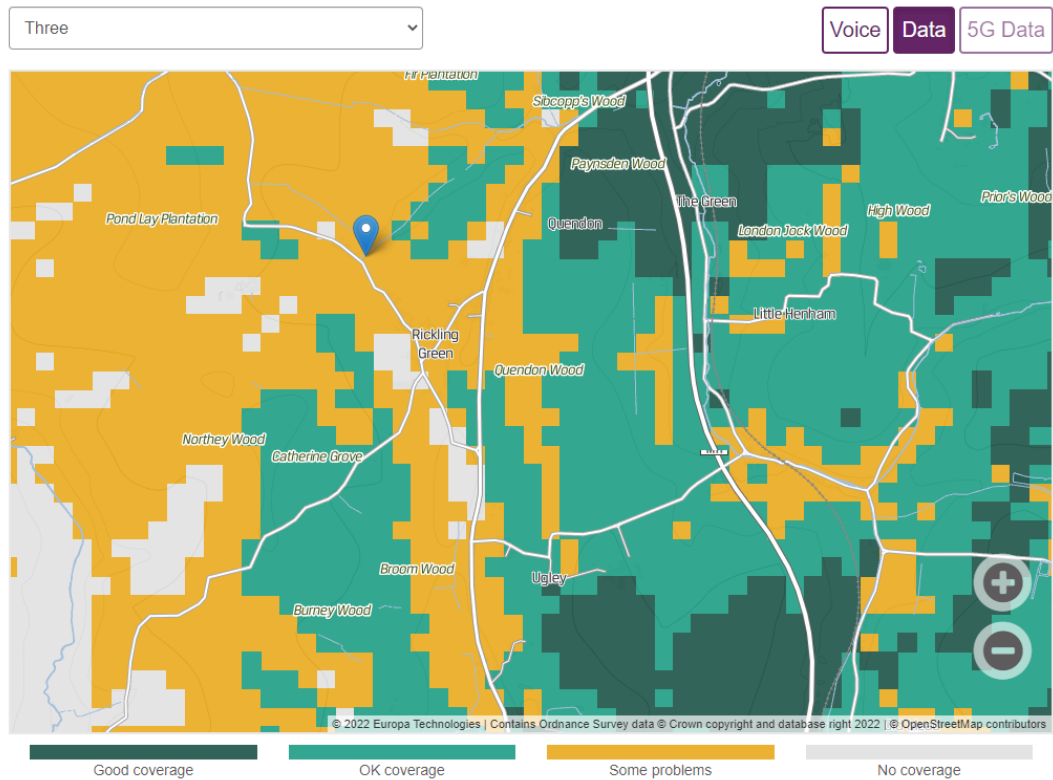 Three
Voice
Data
5G Data
Fir Plantation
Sibcopp's Wood
Paynsden Wood
Pond Lay Plantation
Quendon
The Green
High Wood
Prior's Wood
London Jock Wood
Little Henham
Rickling
Green
Quendon Wood
Northey Wood
Catherine Grove
Broom Wood
Ugley
Burney Wood
© 2022 Europa Technologies | Contains Ordnance Survey data © Crown copyright and database right 2022 | © OpenStreetMap contributors
Good coverage
OK coverage
Some problems
No coverage